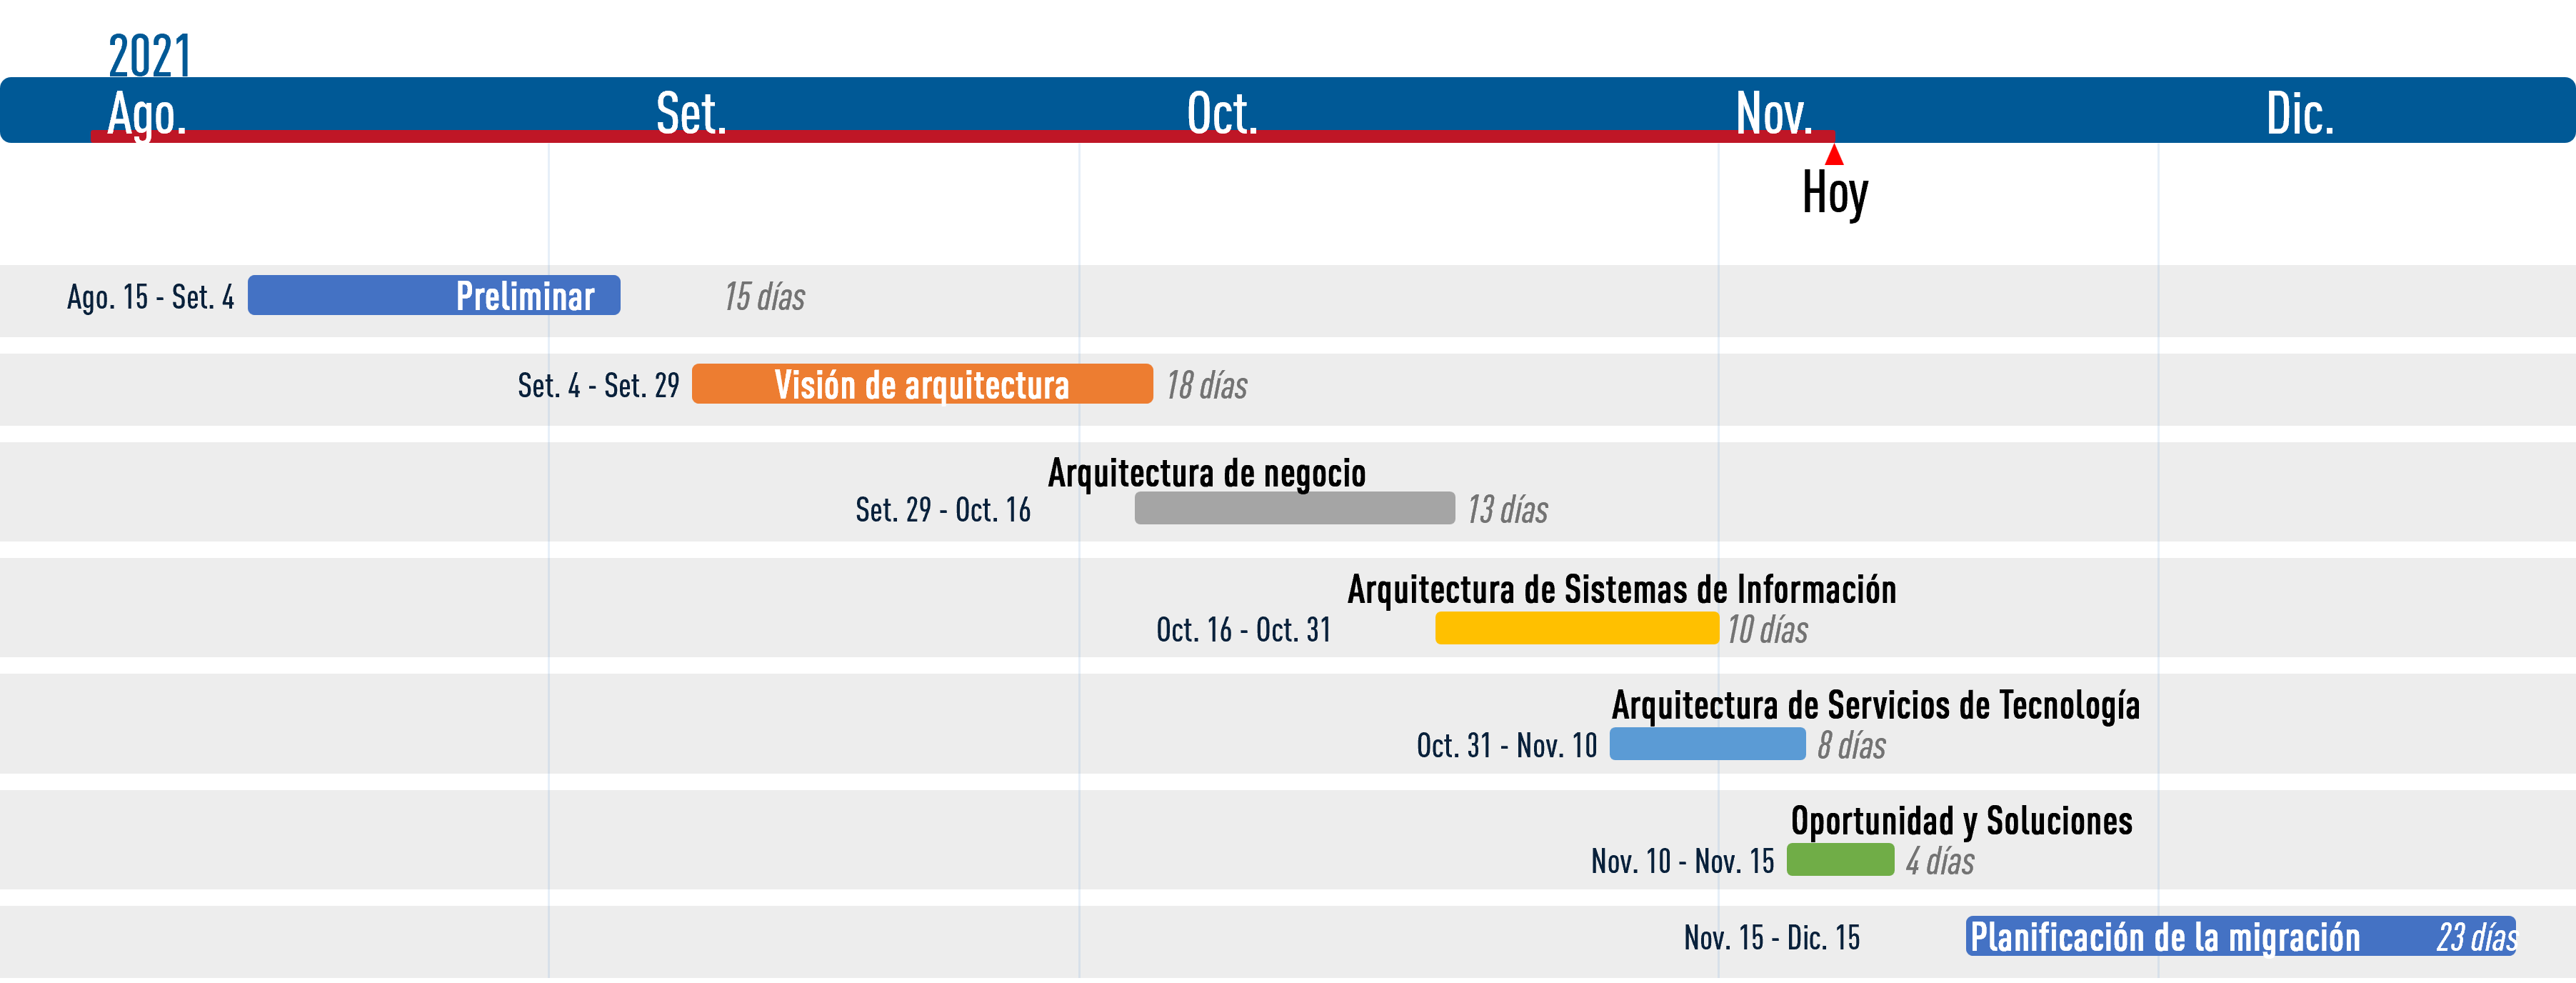 2021
Ago. Set. Oct. Nov. Dic.
Hoy
Ago. 15 - Set. 4 Preliminar 15 días
Set. 4 - Set. 29 Visión de arquitectura 18 días
Arquitectura de negocio
Set. 29 - Oct. 16 13 días
Arquitectura de Sistemas de Información
Oct. 16 - Oct. 31 10 días
Arquitectura de Servicios de Tecnología
Oct. 31 - Nov. 10 8 días
Oportunidad y Soluciones
Nov. 10 - Nov. 15 4 días
Nov. 15 - Dic. 15 Planificación de la migración 23 días